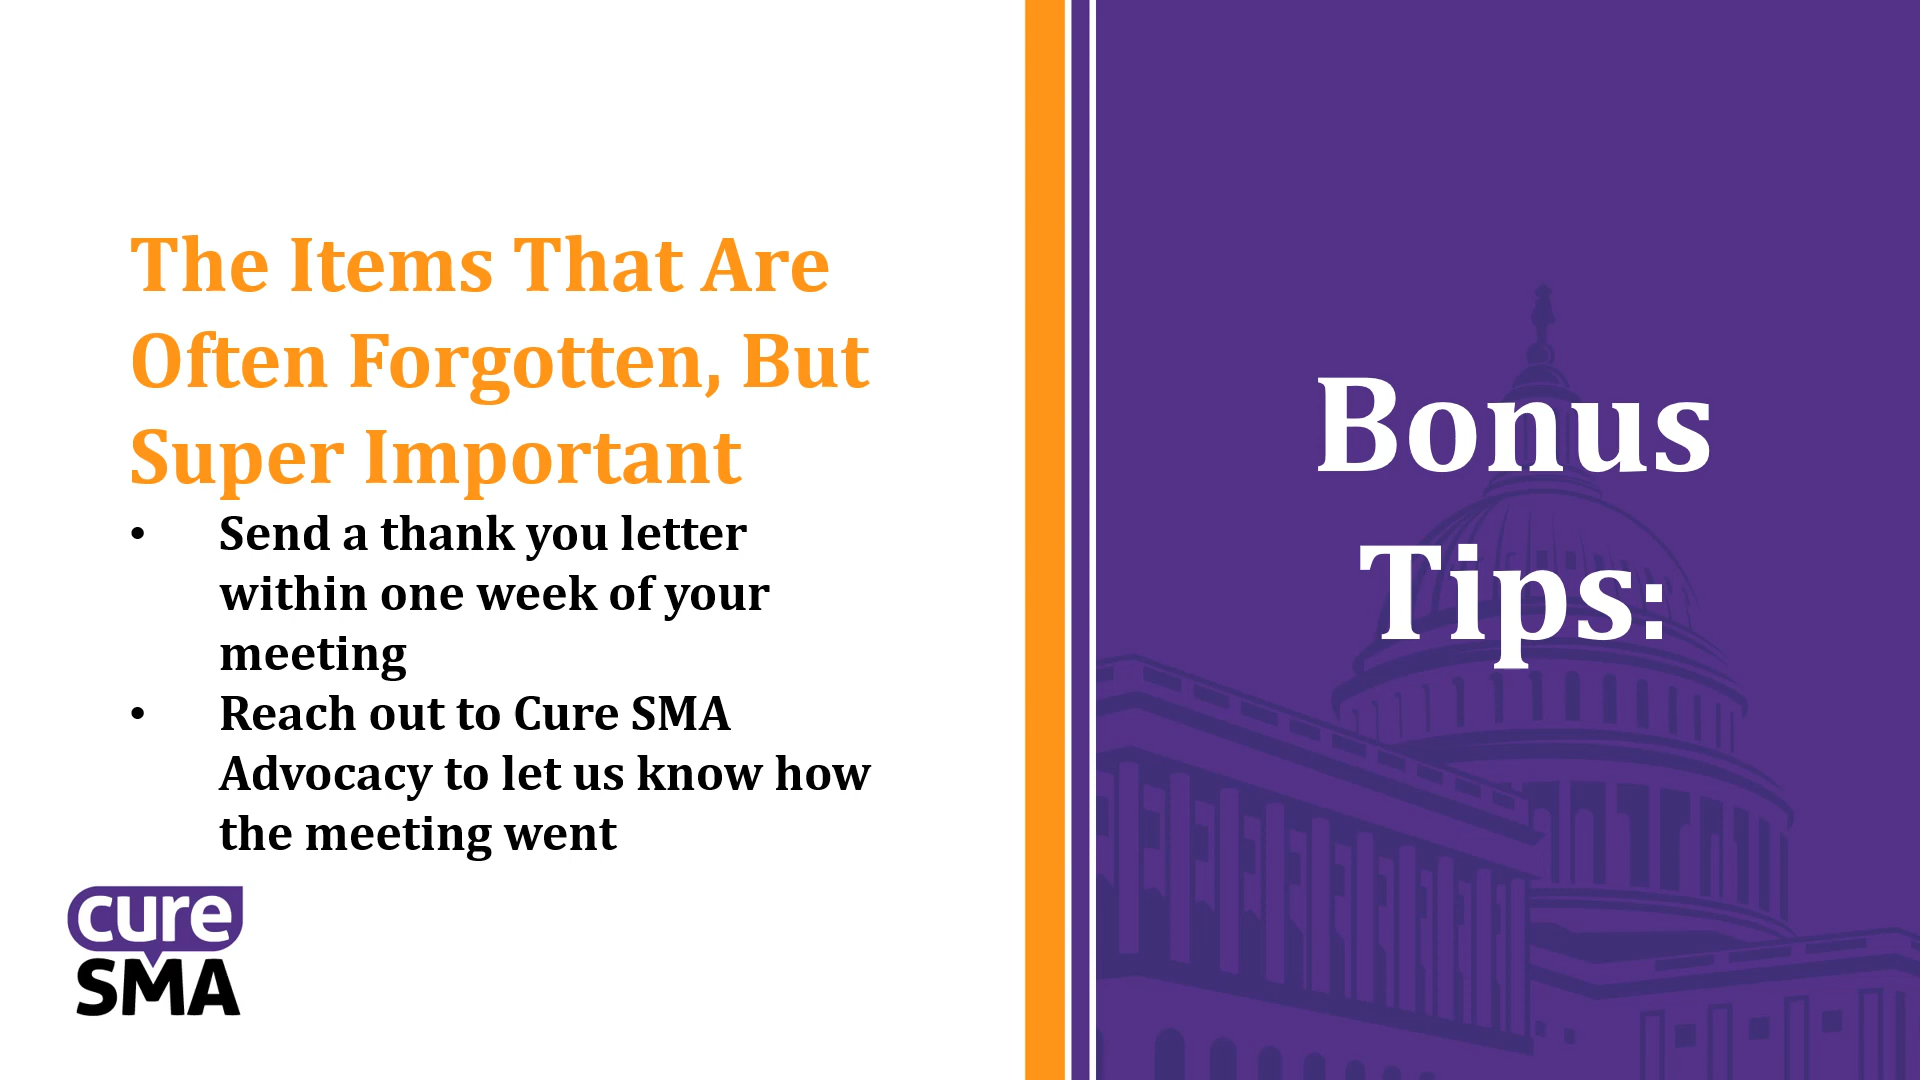 The Items That Are
Often Forgotten, But
Super Important
• Send a thank you letter
within one week of your
meeting
• Reach out to Cure SMA
Advocacy to let us know how
the meeting went
cure
SMA
Bonus
Tips: